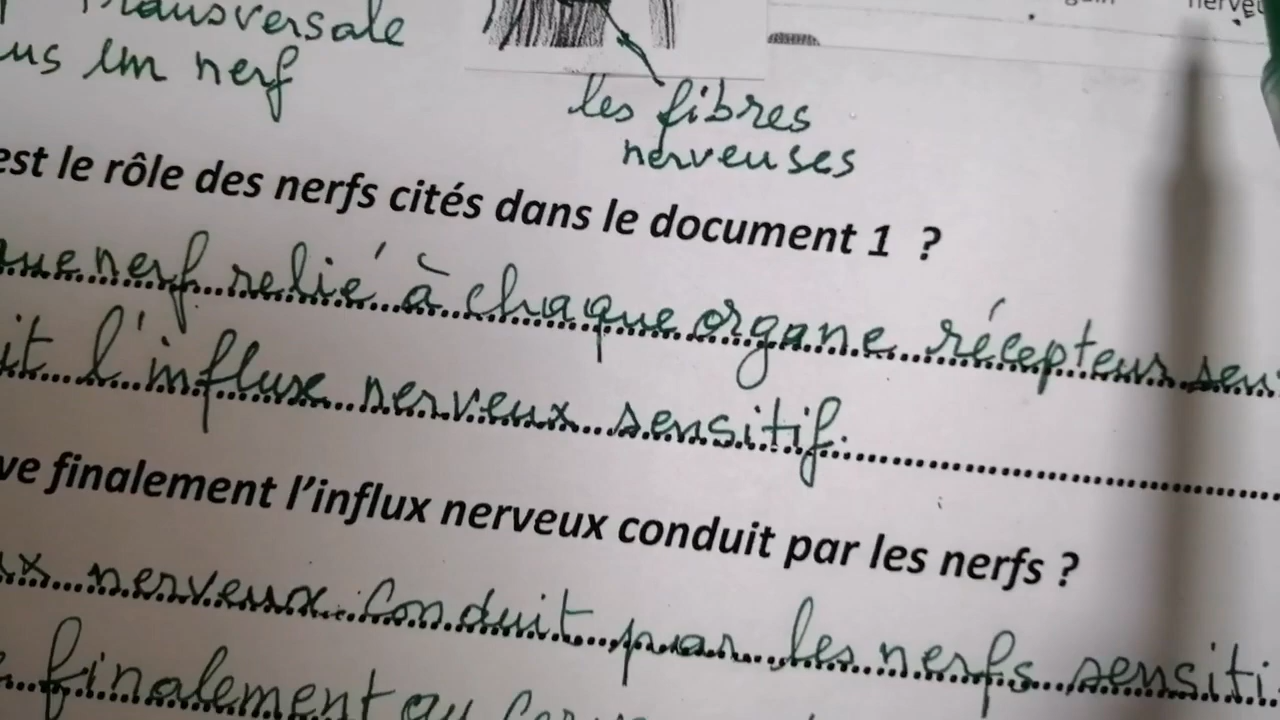 transversale
un nerf
les fibres
nerveuses
est le rôle des nerfs cités dans le document 1 ?
nerf relié à chaque organe récepteur
l'influx nerveux sensitif.
finalement l'influx nerveux conduit par les nerfs ?
nerveux conduit par les nerfs sensiti
finalement au